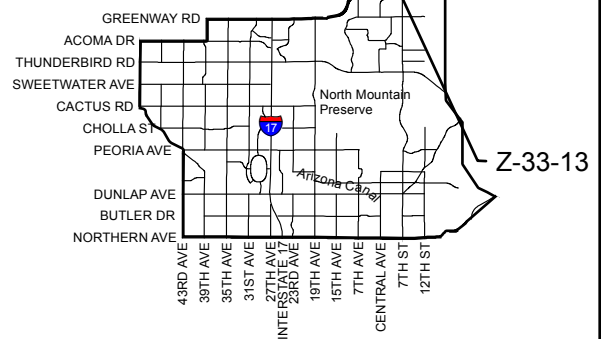 GREENWAY RD
ACOMA DR
THUNDERBIRD RD
SWEETWATER AVE
CACTUS RD
CHOLLA ST
PEORIA AVE
DUNLAP AVE
BUTLER DR
NORTHERN AVE
North Mountain
Preserve
17
Arizona Canal
Z-33-13
43RD AVE
39TH AVE
35TH AVE
31ST AVE
27TH AVE
INTERSTATE 17
23RD AVE
19TH AVE
15TH AVE
7TH AVE
CENTRAL AVE
7TH ST
12TH ST